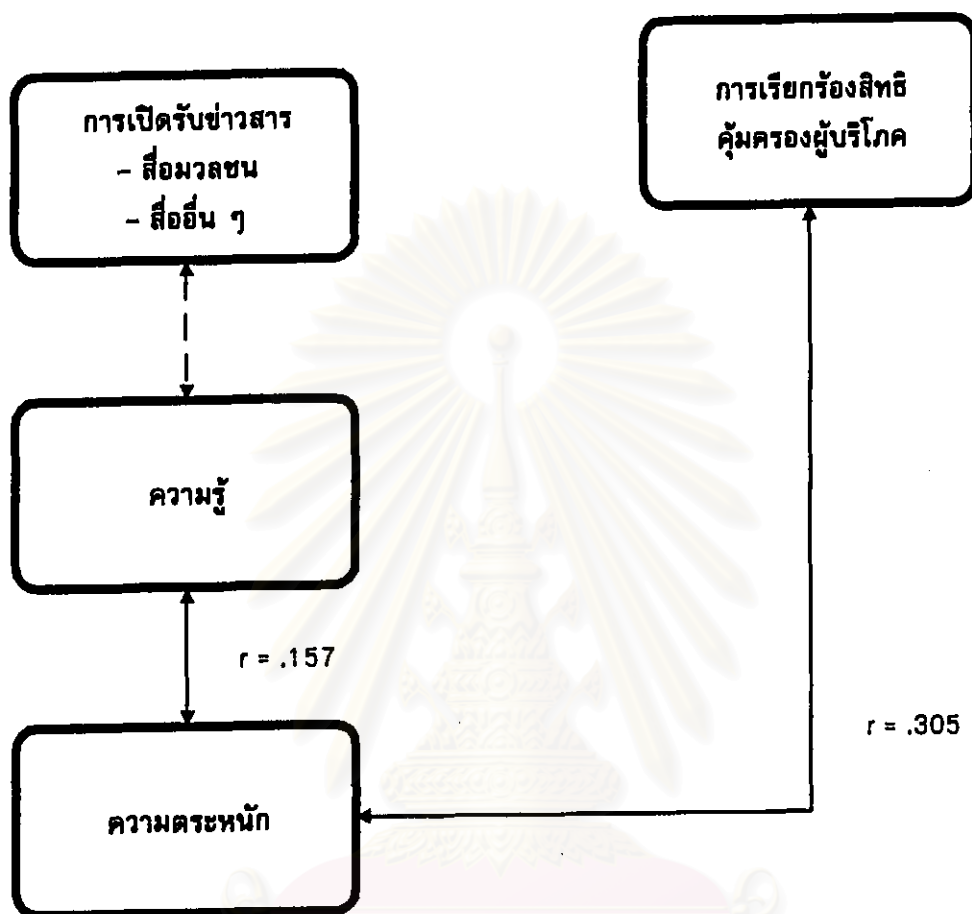 การเปิดรับข่าวสาร
- สื่อมวลชน
- สื่ออื่น ๆ
การเรียกร้องสิทธิ
คุ้มครองผู้บริโภค
ความรู้
r = .157
r = .305
ความตระหนัก